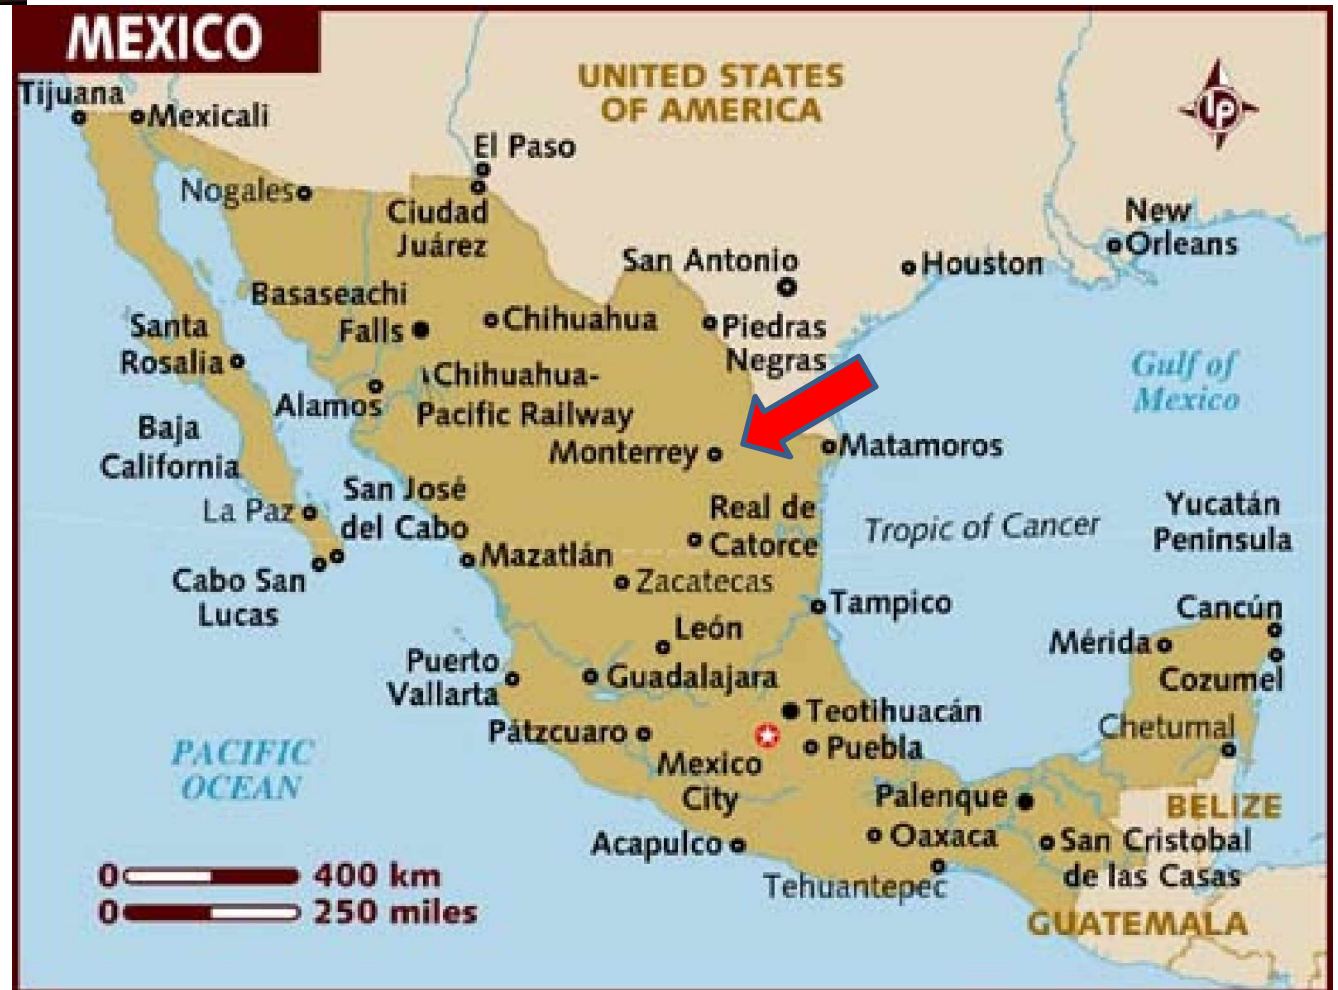 MEXICO
UNITED STATES
OF AMERICA
Tijuana
Mexicali
lp
El Paso
Nogales
Ciudad
Juárez
New
Orleans
San Antonio
Houston
Basaseachi
Falls
Chihuahua
Piedras
Negras
Santa
Rosalía
Gulf of
Mexico
Chihuahua-
Pacific Railway
Alamos
Baja
California
Monterrey
Matamoros
San José
del Cabo
La Paz
Real de
Catorce
Tropic of Cancer
Yucatán
Peninsula
Mazatlán
Cabo San
Lucas
Zacatecas
Tampico
Cancún
León
Mérida
Puerto
Vallarta
Guadalajara
Cozumel
Teotihuacán
Chetumal
Pátzcuaro
Puebla
PACIFIC
OCEAN
Mexico
City
Palenque
BELIZE
Acapulco
Oaxaca
San Cristobal
de las Casas
Tehuantepec
0 400 km
0 250 miles
GUATEMALA